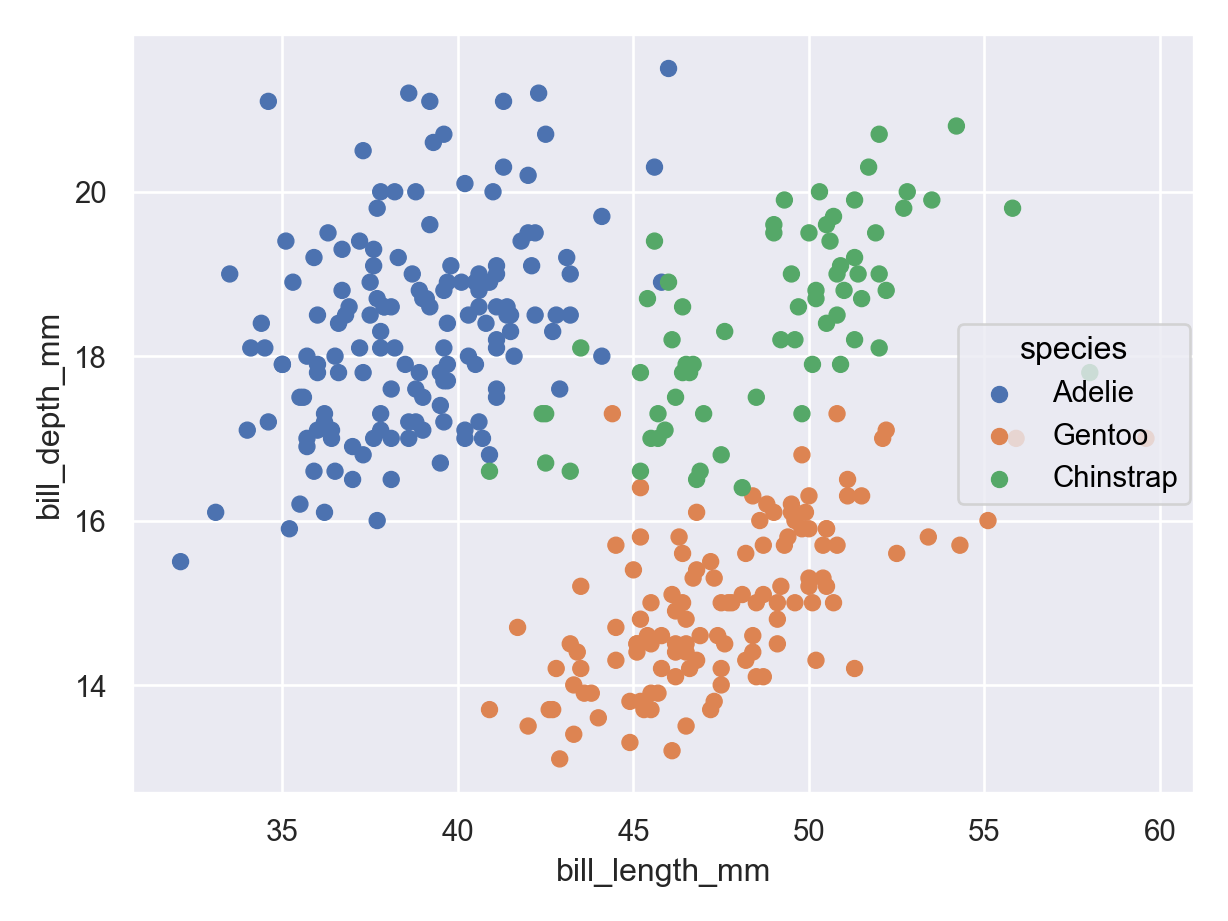 20
18
16
14
bill_depth_mm
species
Adelie
Gentoo
Chinstrap
35 40 45 50 55 60
bill_length_mm